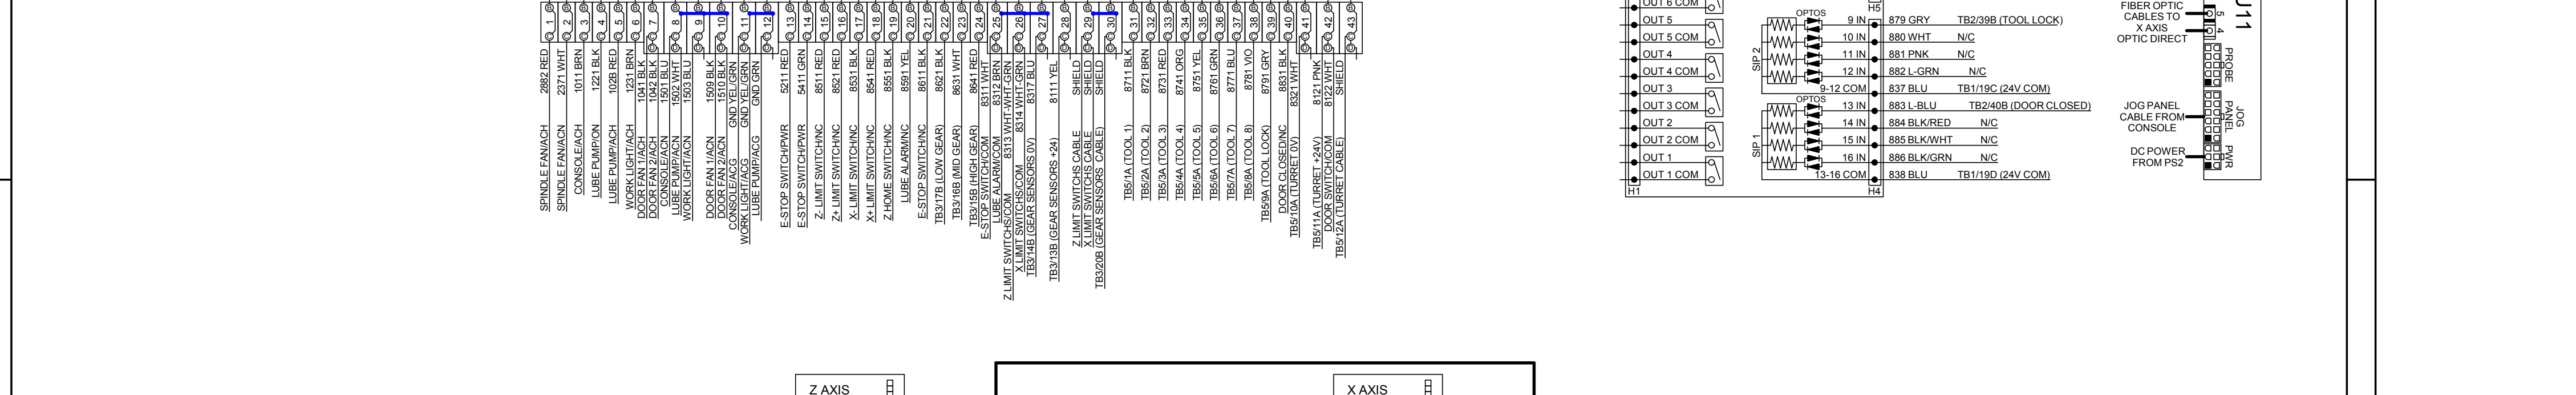 1 2 3 4 5 6 7 8 9 10 11 12 13 14 15 16 17 18 19 20 21 22 23 24 25 26 27 28 29 30 31 32 33 34 35 36 37 38 39 40 41 42 43
SPINDLE FAN/ACH 2882 RED
SPINDLE FAN/ACN 2371 WHT
CONSOLE/ACH 1011 BRN
LUBE PUMP/ON 1221 BLK
LUBE PUMP/ACH 102B RED
WORK LIGHT/ACH 1231 BRN
DOOR FAN 1/ACH 1041 BLK
DOOR FAN 2/ACH 1042 BLK
CONSOLE/ACN 1501 BLU
LUBE PUMP/ACN 1502 WHT
WORK LIGHT/ACN 1503 BLU
DOOR FAN 1/ACN 1509 BLK
DOOR FAN 2/ACN 1510 BLK
CONSOLE/ACG GND YEL/GRN
WORK LIGHT/ACG GND YEL/GRN
LUBE PUMP/ACG GND GRN
E-STOP SWITCH/PWR 5211 RED
E-STOP SWITCH/PWR 5411 GRN
Z- LIMIT SWITCH/NC 8511 RED
Z+ LIMIT SWITCH/NC 8521 RED
X- LIMIT SWITCH/NC 8531 BLK
X+ LIMIT SWITCH/NC 8541 RED
Z HOME SWITCH/NC 8551 BLK
LUBE ALARM/NC 8591 YEL
E-STOP SWITCH/NC 8611 BLK
TB3/17B (LOW GEAR) 8621 BLK
TB3/16B (MID GEAR) 8631 WHT
TB3/15B (HIGH GEAR) 8641 RED
E-STOP SWITCH/COM 8311 WHT
LUBE ALARM/COM 8312 BRN
Z LIMIT SWITCHS/COM 8313 WHT-WHT-GRN
X LIMIT SWITCHS/COM 8314 WHT-GRN
TB3/14B (GEAR SENSORS 0V) 8317 BLU
TB3/13B (GEAR SENSORS +24) 8111 YEL
Z LIMIT SWITCHS CABLE SHIELD
X LIMIT SWITCHS CABLE SHIELD
TB3/20B (GEAR SENSORS CABLE) SHIELD
TB5/1A (TOOL 1) 8711 BLK
TB5/2A (TOOL 2) 8721 BRN
TB5/3A (TOOL 3) 8731 RED
TB5/4A (TOOL 4) 8741 ORG
TB5/5A (TOOL 5) 8751 YEL
TB5/6A (TOOL 6) 8761 GRN
TB5/7A (TOOL 7) 8771 BLU
TB5/8A (TOOL 8) 8781 VIO
TB5/9A (TOOL LOCK) 8791 GRY
DOOR CLOSED/NC 8831 BLK
TB5/10A (TURRET 0V) 8321 WHT
TB5/11A (TURRET +24V) 8121 PNK
DOOR SWITCH/COM 8122 WHT
TB5/12A (TURRET CABLE) SHIELD
OUT 6 COM
OUT 5
OUT 5 COM
OUT 4
OUT 4 COM
OUT 3
OUT 3 COM
OUT 2
OUT 2 COM
OUT 1
OUT 1 COM
H1
H5
OPTOS
SIP 2
9 IN 879 GRY TB2/39B (TOOL LOCK)
10 IN 880 WHT N/C
11 IN 881 PNK N/C
12 IN 882 L-GRN N/C
9-12 COM 837 BLU TB1/19C (24V COM)
OPTOS
SIP 1
13 IN 883 L-BLU TB2/40B (DOOR CLOSED)
14 IN 884 BLK/RED N/C
15 IN 885 BLK/WHT N/C
16 IN 886 BLK/GRN N/C
13-16 COM 838 BLU TB1/19D (24V COM)
H4
FIBER OPTIC
CABLES TO
X AXIS
OPTIC DIRECT
5
4
J11
PROBE
JOG PANEL
CABLE FROM
CONSOLE
JOG
PANEL
DC POWER
FROM PS2
PWR
Z AXIS
X AXIS